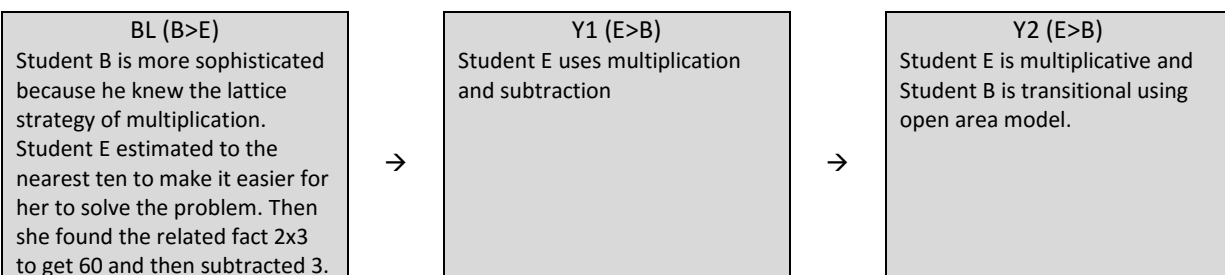 BL (B>E)
Student B is more sophisticated
because he knew the lattice
strategy of multiplication.
Student E estimated to the
nearest ten to make it easier for
her to solve the problem. Then
she found the related fact 2x3
to get 60 and then subtracted 3.
→
Y1 (E>B)
Student E uses multiplication
and subtraction
→
Y2 (E>B)
Student E is multiplicative and
Student B is transitional using
open area model.